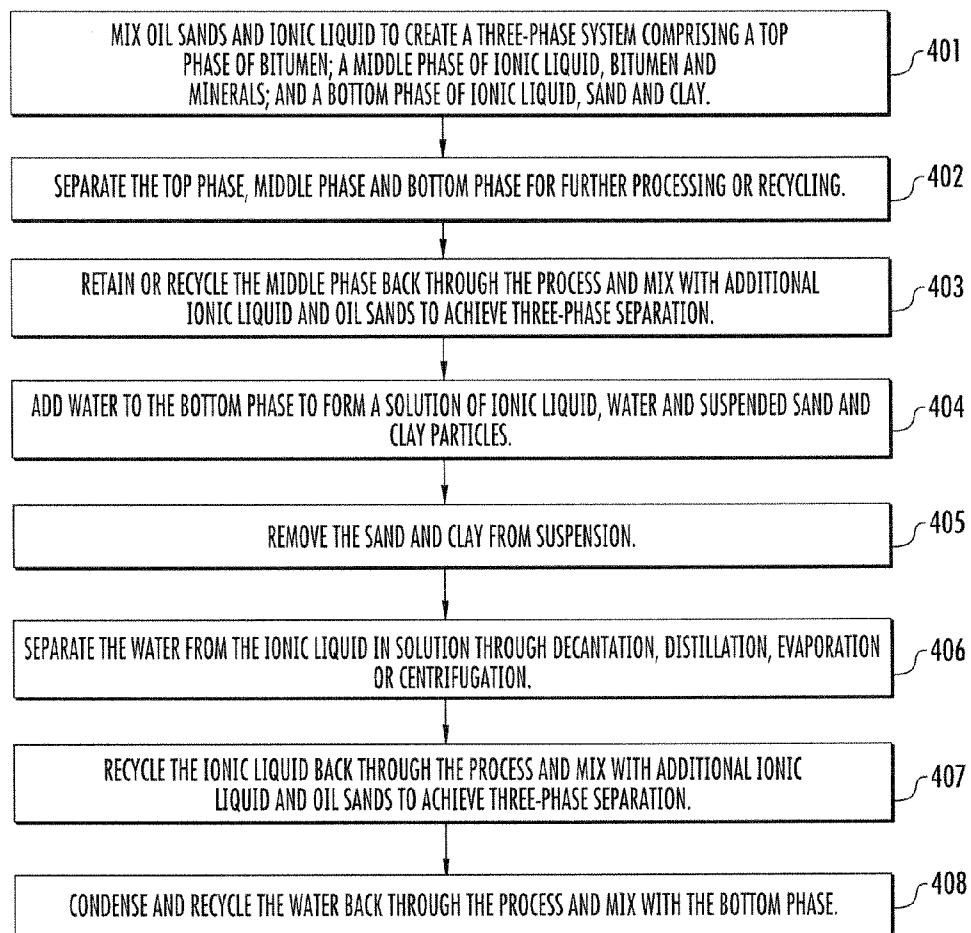 MIX OIL SANDS AND IONIC LIQUID TO CREATE A THREE-PHASE SYSTEM COMPRISING A TOP
PHASE OF BITUMEN; A MIDDLE PHASE OF IONIC LIQUID, BITUMEN AND
MINERALS; AND A BOTTOM PHASE OF IONIC LIQUID, SAND AND CLAY.
401
SEPARATE THE TOP PHASE, MIDDLE PHASE AND BOTTOM PHASE FOR FURTHER PROCESSING OR RECYCLING.
402
RETAIN OR RECYCLE THE MIDDLE PHASE BACK THROUGH THE PROCESS AND MIX WITH ADDITIONAL
IONIC LIQUID AND OIL SANDS TO ACHIEVE THREE-PHASE SEPARATION.
403
ADD WATER TO THE BOTTOM PHASE TO FORM A SOLUTION OF IONIC LIQUID, WATER AND SUSPENDED SAND AND
CLAY PARTICLES.
404
REMOVE THE SAND AND CLAY FROM SUSPENSION.
405
SEPARATE THE WATER FROM THE IONIC LIQUID IN SOLUTION THROUGH DECANTATION, DISTILLATION, EVAPORATION
OR CENTRIFUGATION.
406
RECYCLE THE IONIC LIQUID BACK THROUGH THE PROCESS AND MIX WITH ADDITIONAL IONIC
LIQUID AND OIL SANDS TO ACHIEVE THREE-PHASE SEPARATION.
407
CONDENSE AND RECYCLE THE WATER BACK THROUGH THE PROCESS AND MIX WITH THE BOTTOM PHASE.
408